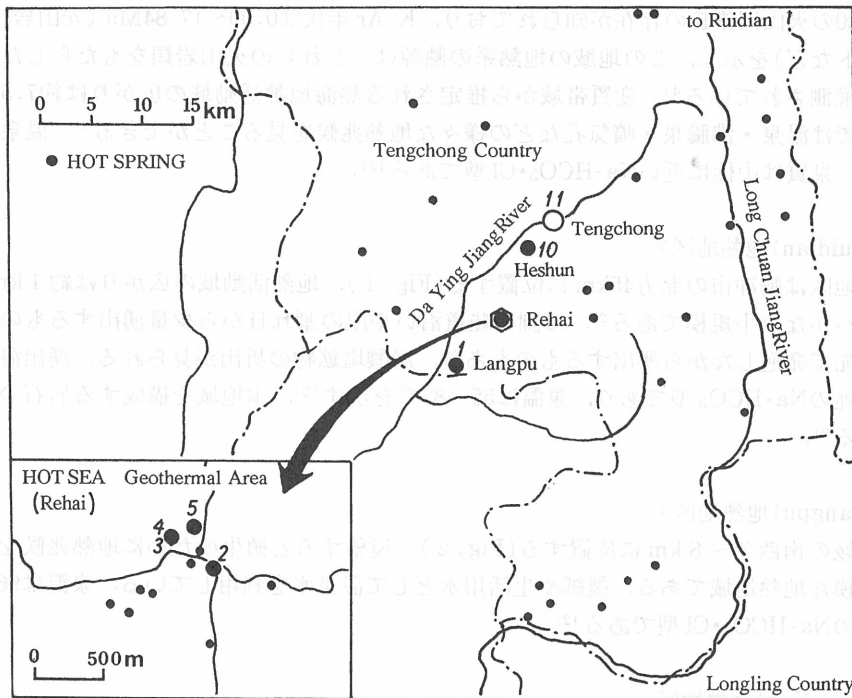 to Ruidian
0 5 10 15
km
HOT SPRING
Tengchong Country
Da Ying Jiang River
11
Tengchong
10
Heshun
Long Chuan Jiang River
Rehai
1
Langpu
HOT SEA Geothermal Area
(Rehai)
5
4
3
2
0 500 m
Longling Country